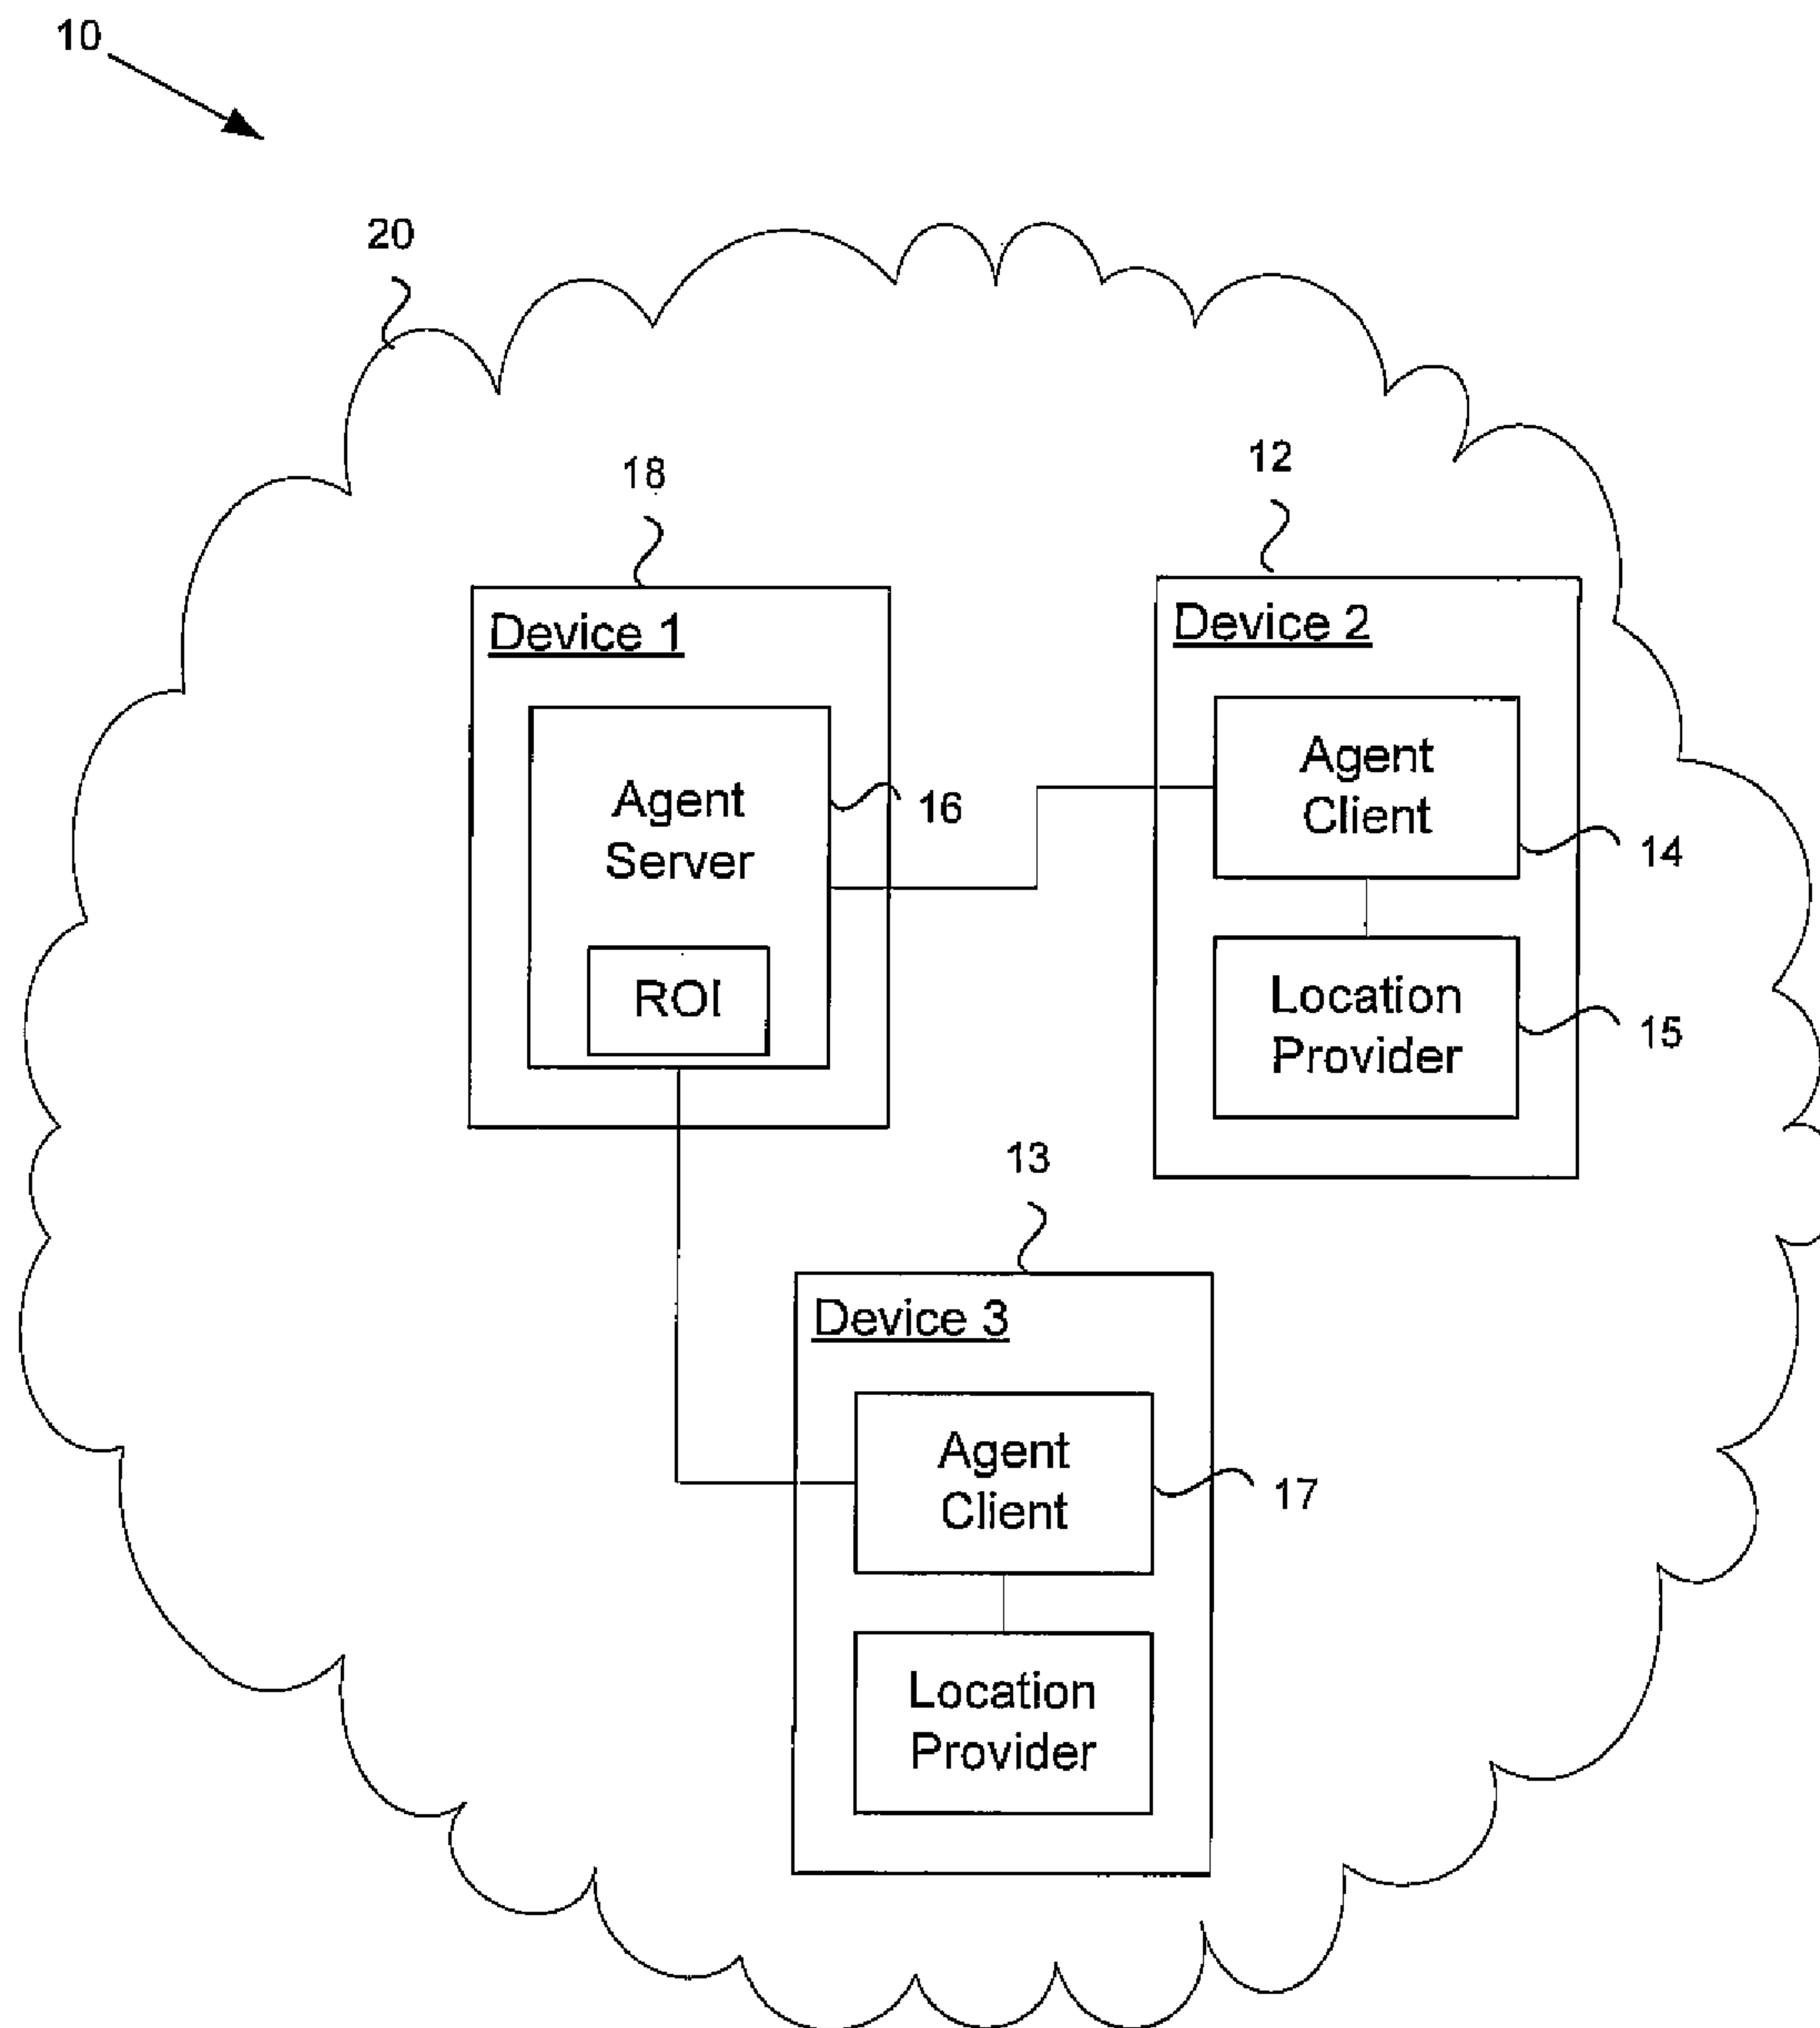 10
20
18
12
Device 1
Agent
Server
16
ROI
Device 2
Agent
Client
14
Location
Provider
15
13
Device 3
Agent
Client
17
Location
Provider